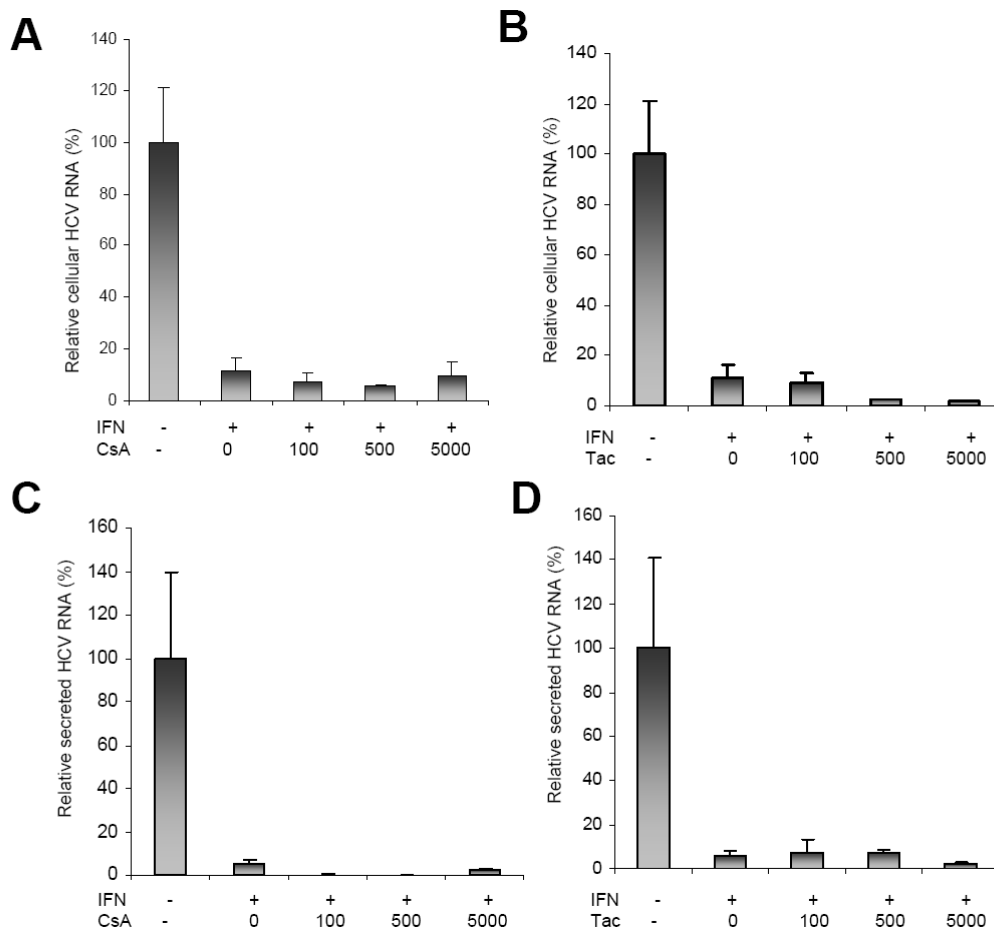 A
Relative cellular HCV RNA (%)
140
120
100
80
60
40
20
0
IFN - + + + +
CsA - 0 100 500 5000
B
Relative cellular HCV RNA (%)
140
120
100
80
60
40
20
0
IFN - + + + +
Tac - 0 100 500 5000
C
Relative secreted HCV RNA (%)
160
140
120
100
80
60
40
20
0
IFN - + + + +
CsA - 0 100 500 5000
D
Relative secreted HCV RNA (%)
160
140
120
100
80
60
40
20
0
IFN - + + + +
Tac - 0 100 500 5000